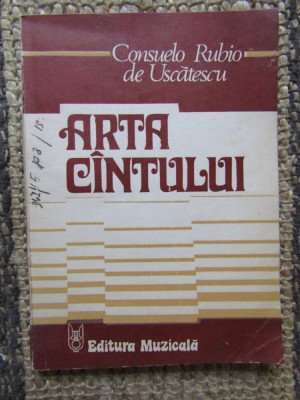 Consuelo Rubio
de Uscătescu
ARTA
CÎNTULUI
Editura Muzicală